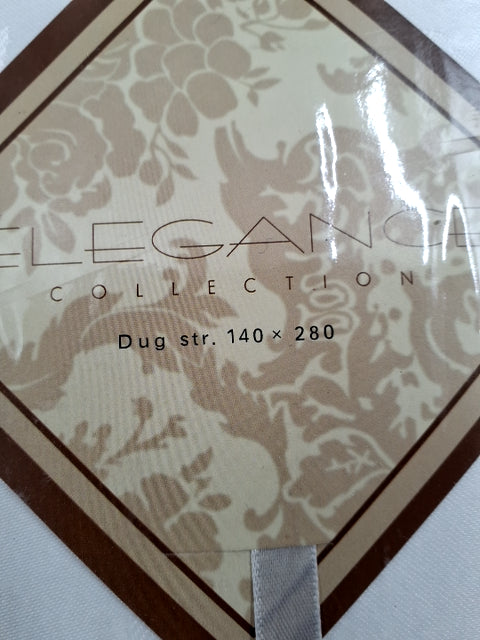 ELEGANCE
COLLECTION
Dug str. 140 × 280